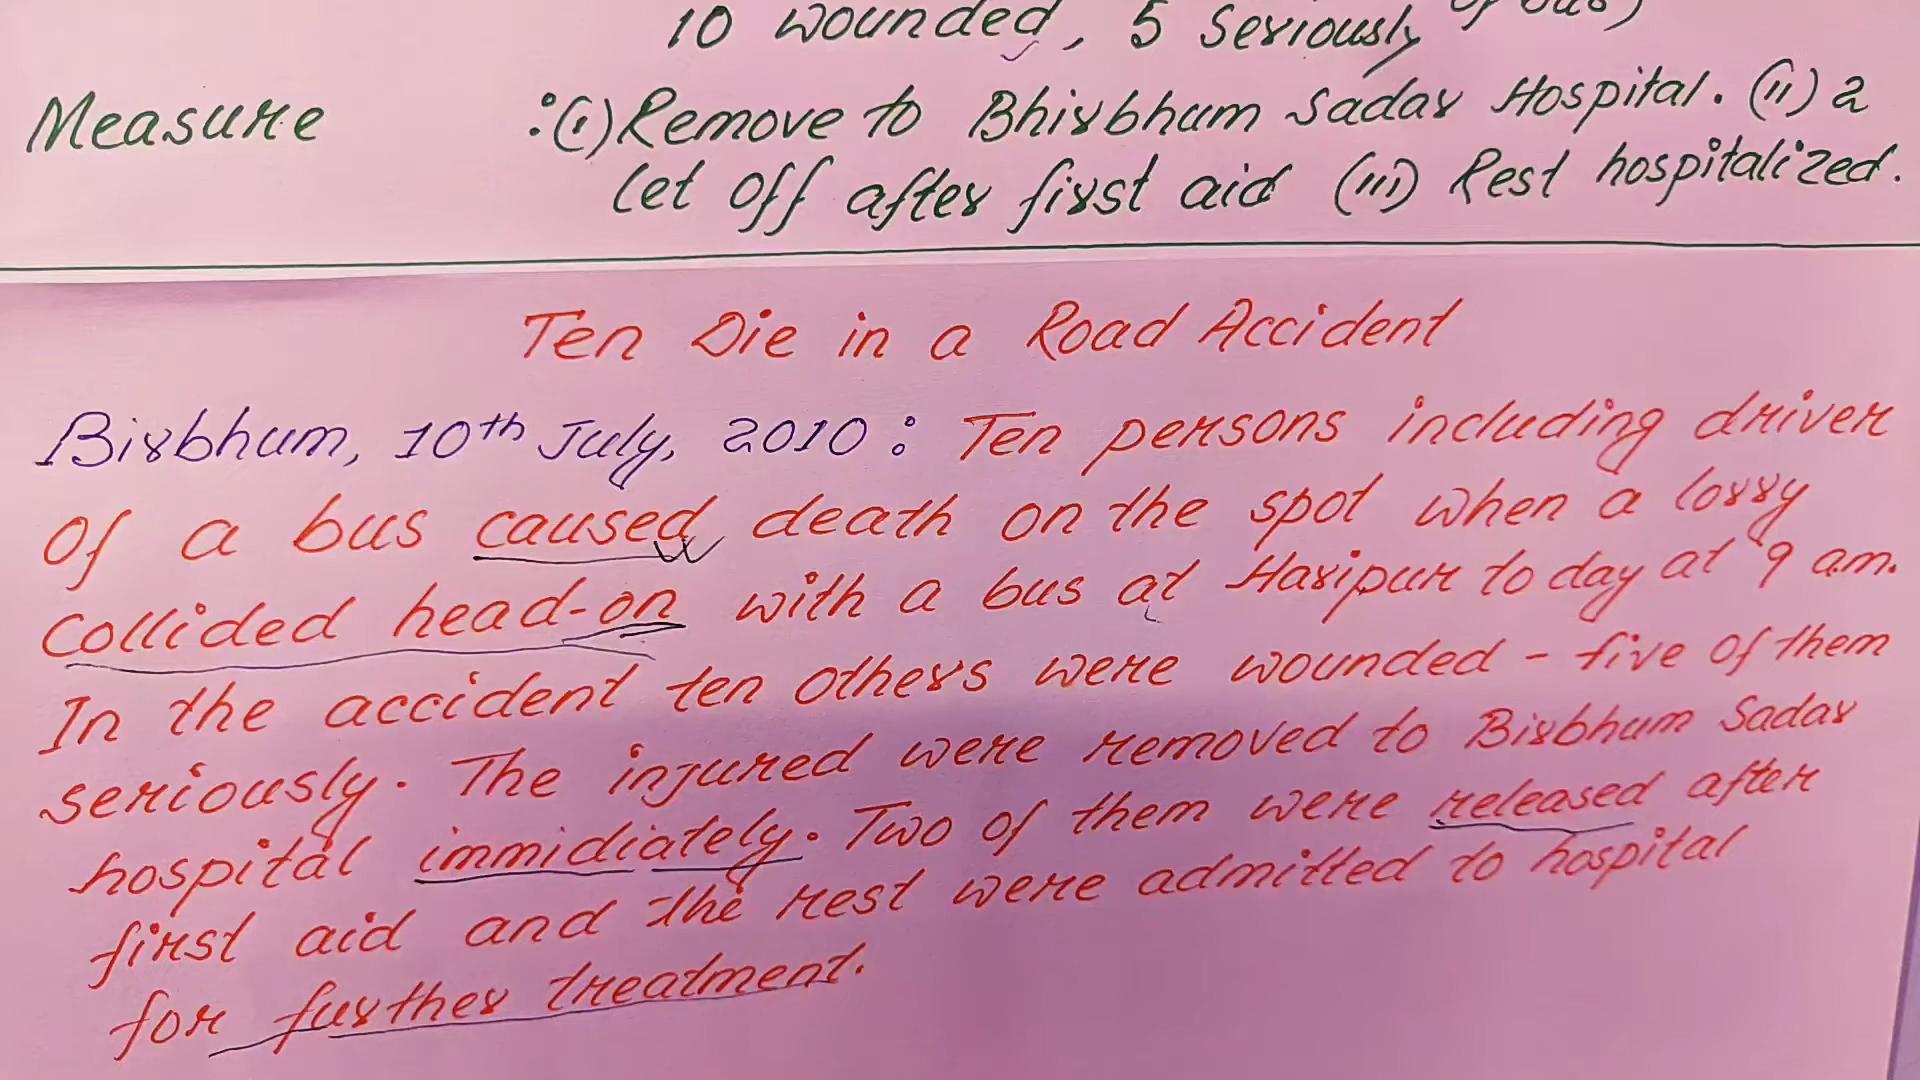 10 wounded, 5 Seriously of bus)
Measure :(i) Remove to Bhirbhum Sadar Hospital. (ii) 2
let off after first aid (iii) Rest hospitalized.
Ten Die in a Road Accident
Birbhum, 10th July, 2010: Ten persons including driver
of a bus caused death on the spot when a lorry
collided head-on with a bus at Haripur to day at 9 am.
In the accident ten others were wounded - five of them
seriously. The injured were removed to Birbhum Sadar
hospital immidiately. Two of them were released after
first aid and the rest were admitted to hospital
for further treatment.